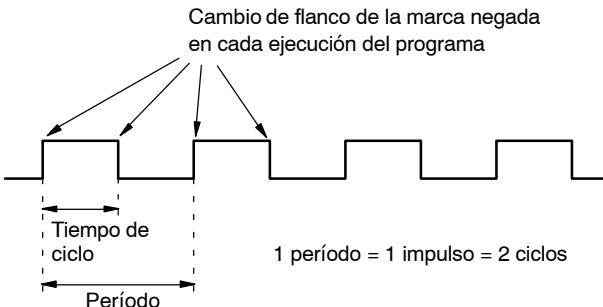 Cambio de flanco de la marca negada
en cada ejecución del programa
Tiempo de
ciclo
1 período = 1 impulso = 2 ciclos
Período